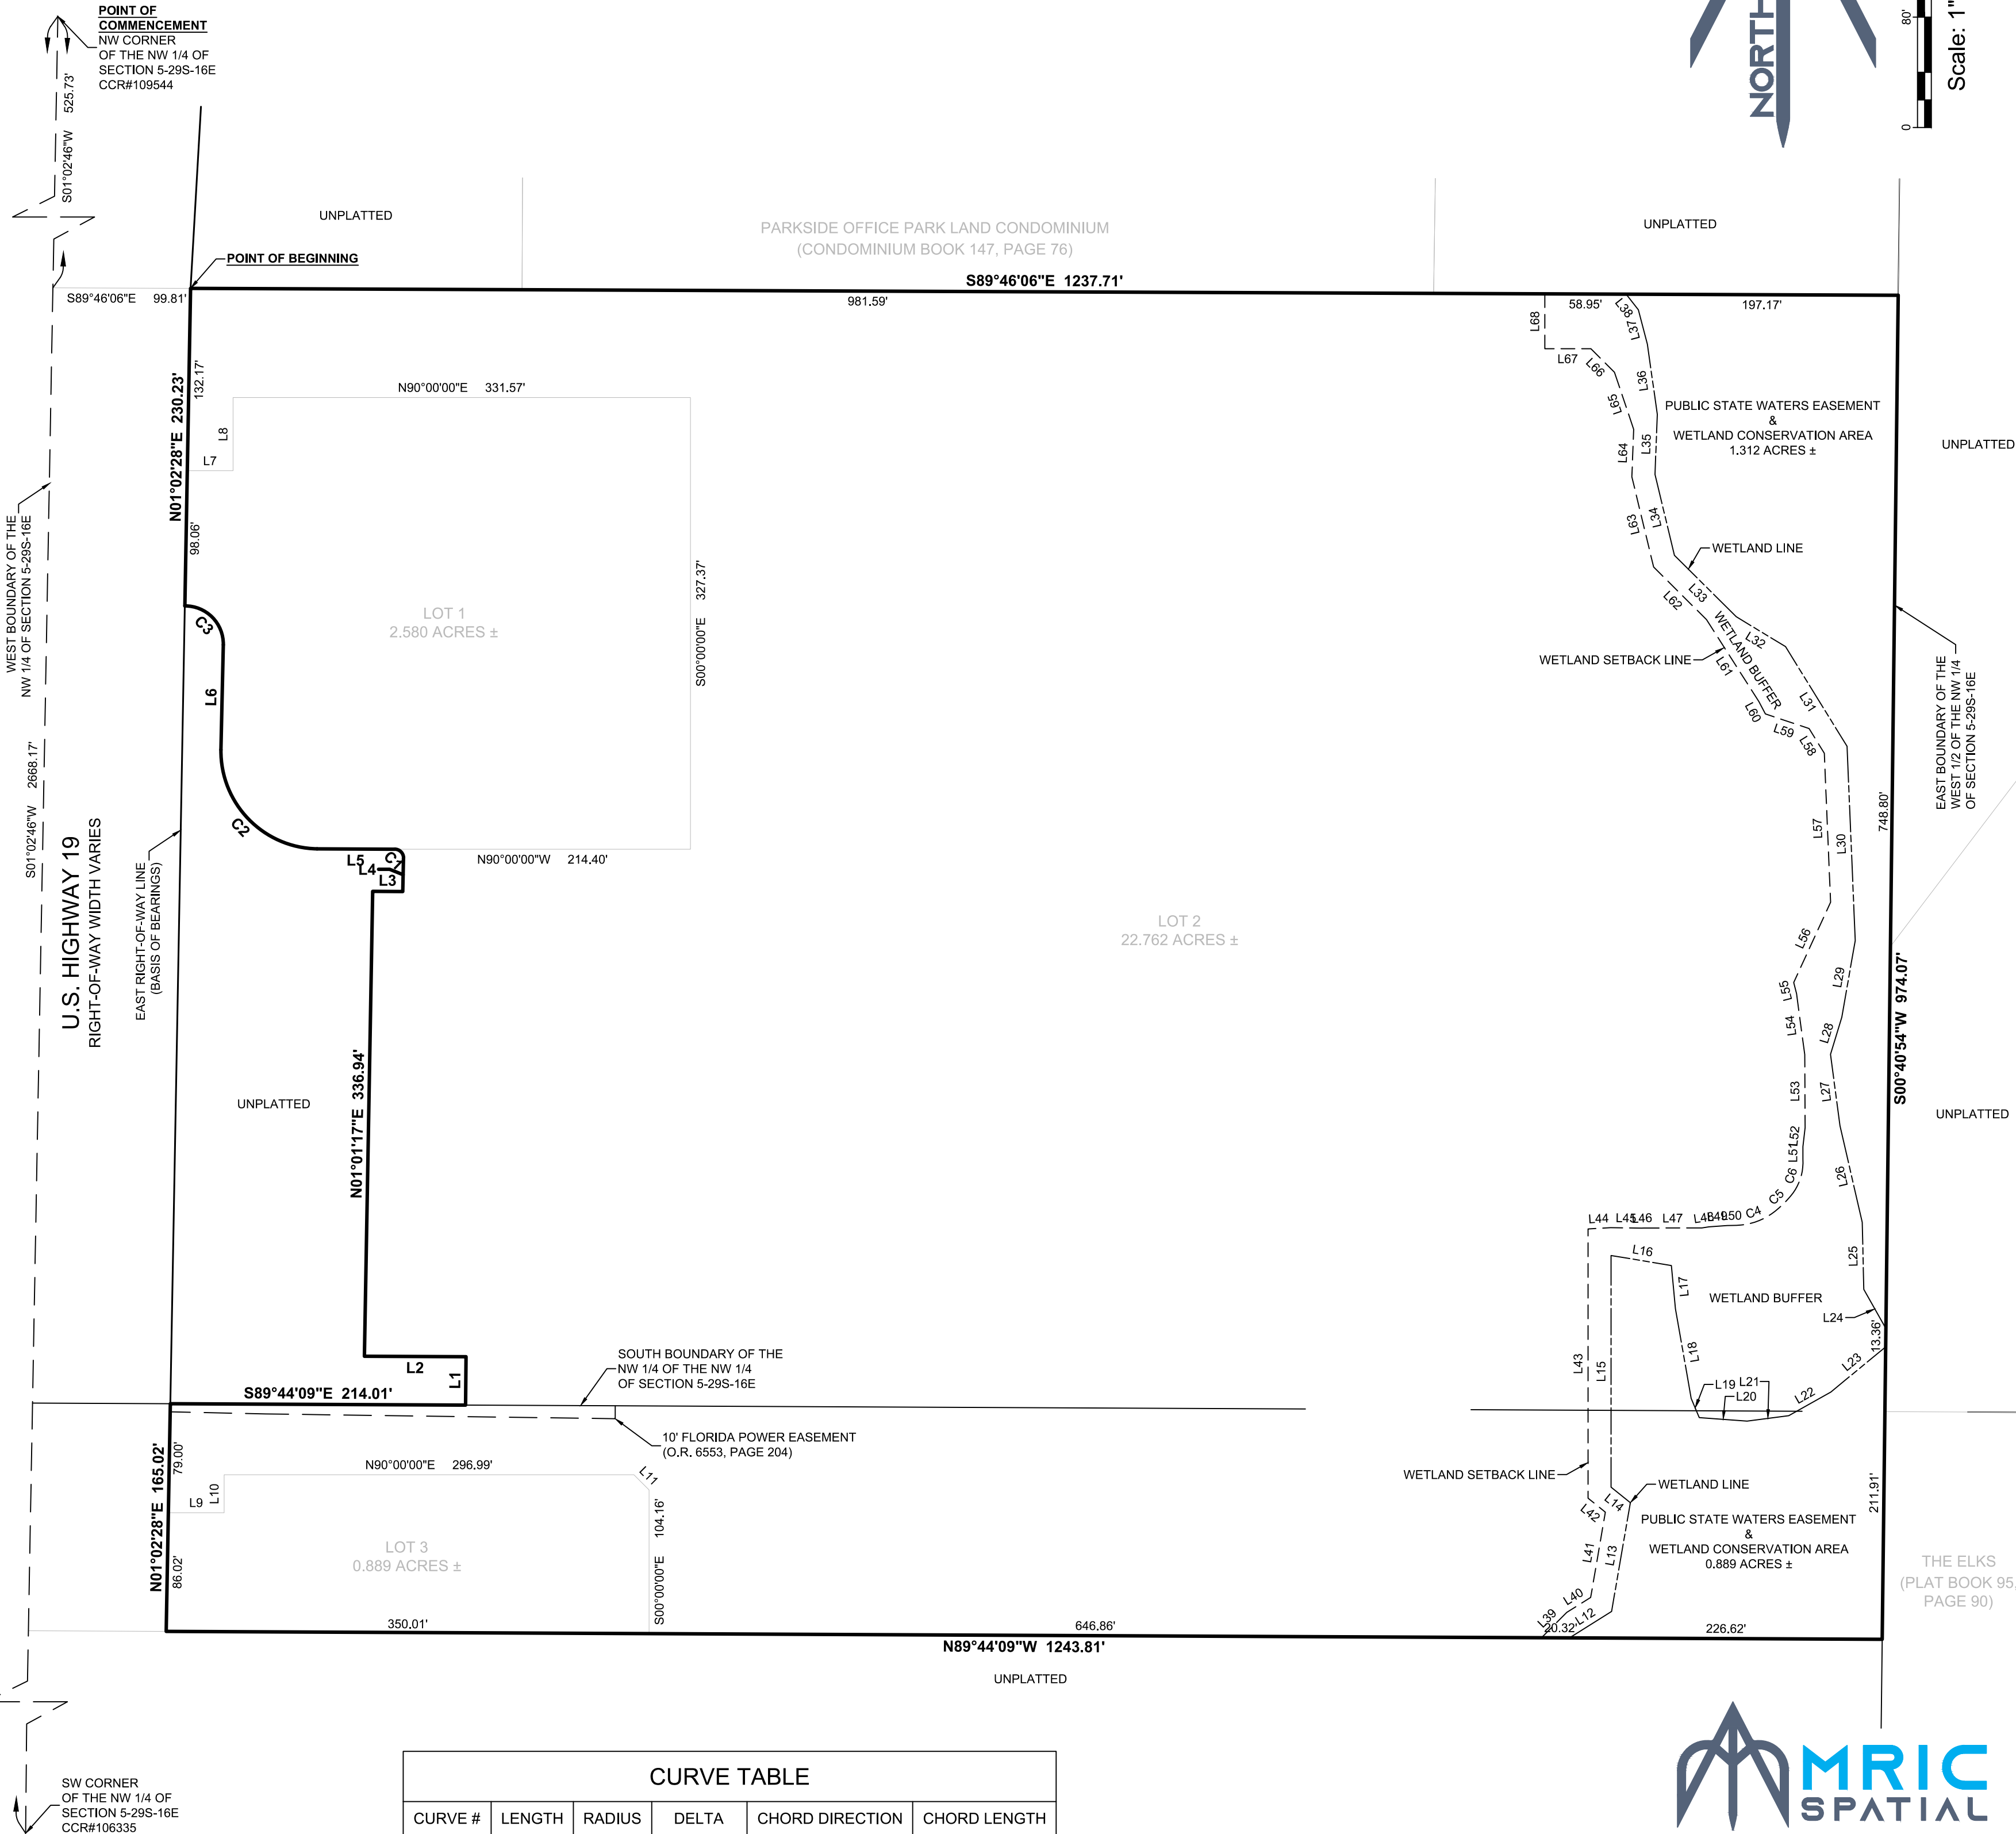 POINT OF
COMMENCEMENT
NW CORNER
OF THE NW 1/4 OF
SECTION 5-29S-16E
CCR#109544
S01°02'46"W 525.73'
NORTH
0
80'
Scale: 1"
UNPLATTED
PARKSIDE OFFICE PARK LAND CONDOMINIUM
(CONDOMINIUM BOOK 147, PAGE 76)
UNPLATTED
POINT OF BEGINNING
S89°46'06"E 1237.71'
S89°46'06"E 99.81'
981.59'
58.95'
197.17'
L38
L37
L68
L67
L66
L36
L65
L35
L64
L63
L34
132.17'
N01°02'28"E 230.23'
98.06'
N90°00'00"E 331.57'
L8
L7
PUBLIC STATE WATERS EASEMENT
&
WETLAND CONSERVATION AREA
1.312 ACRES ±
UNPLATTED
WEST BOUNDARY OF THE
NW 1/4 OF SECTION 5-29S-16E
WETLAND LINE
L33
L62
L32
WETLAND BUFFER
WETLAND SETBACK LINE
L61
L31
L60
L59
L58
LOT 1
2.580 ACRES ±
S00°00'00"E 327.37'
C3
L6
C2
EAST BOUNDARY OF THE
WEST 1/2 OF THE NW 1/4
OF SECTION 5-29S-16E
748.80'
S01°02'46"W 2668.17'
U.S. HIGHWAY 19
RIGHT-OF-WAY WIDTH VARIES
EAST RIGHT-OF-WAY LINE
(BASIS OF BEARINGS)
L5
C1
L4
L3
N90°00'00"W 214.40'
L57
L30
LOT 2
22.762 ACRES ±
L56
L55
L29
L54
L28
S00°40'54"W 974.07'
UNPLATTED
N01°01'17"E 336.94'
L53
L27
UNPLATTED
L52
L51
C6
C5
C4
L26
L44
L45
L46
L47
L48
L49
L50
L16
L17
L25
WETLAND BUFFER
L24
13.36'
L18
L23
L43
L15
L19
L21
L20
L22
L2
L1
SOUTH BOUNDARY OF THE
NW 1/4 OF THE NW 1/4
OF SECTION 5-29S-16E
S89°44'09"E 214.01'
10' FLORIDA POWER EASEMENT
(O.R. 6553, PAGE 204)
N01°02'28"E 165.02'
79.00'
86.02'
N90°00'00"E 296.99'
L11
L9
L10
LOT 3
0.889 ACRES ±
S00°00'00"E 104.16'
WETLAND SETBACK LINE
WETLAND LINE
L14
L42
L41
L13
L40
L39
L12
211.91'
PUBLIC STATE WATERS EASEMENT
&
WETLAND CONSERVATION AREA
0.889 ACRES ±
THE ELKS
(PLAT BOOK 95,
PAGE 90)
350.01'
646.86'
20.32'
226.62'
N89°44'09"W 1243.81'
UNPLATTED
SW CORNER
OF THE NW 1/4 OF
SECTION 5-29S-16E
CCR#106335
CURVE TABLE
CURVE # LENGTH RADIUS DELTA CHORD DIRECTION CHORD LENGTH
MRIC
SPATIAL